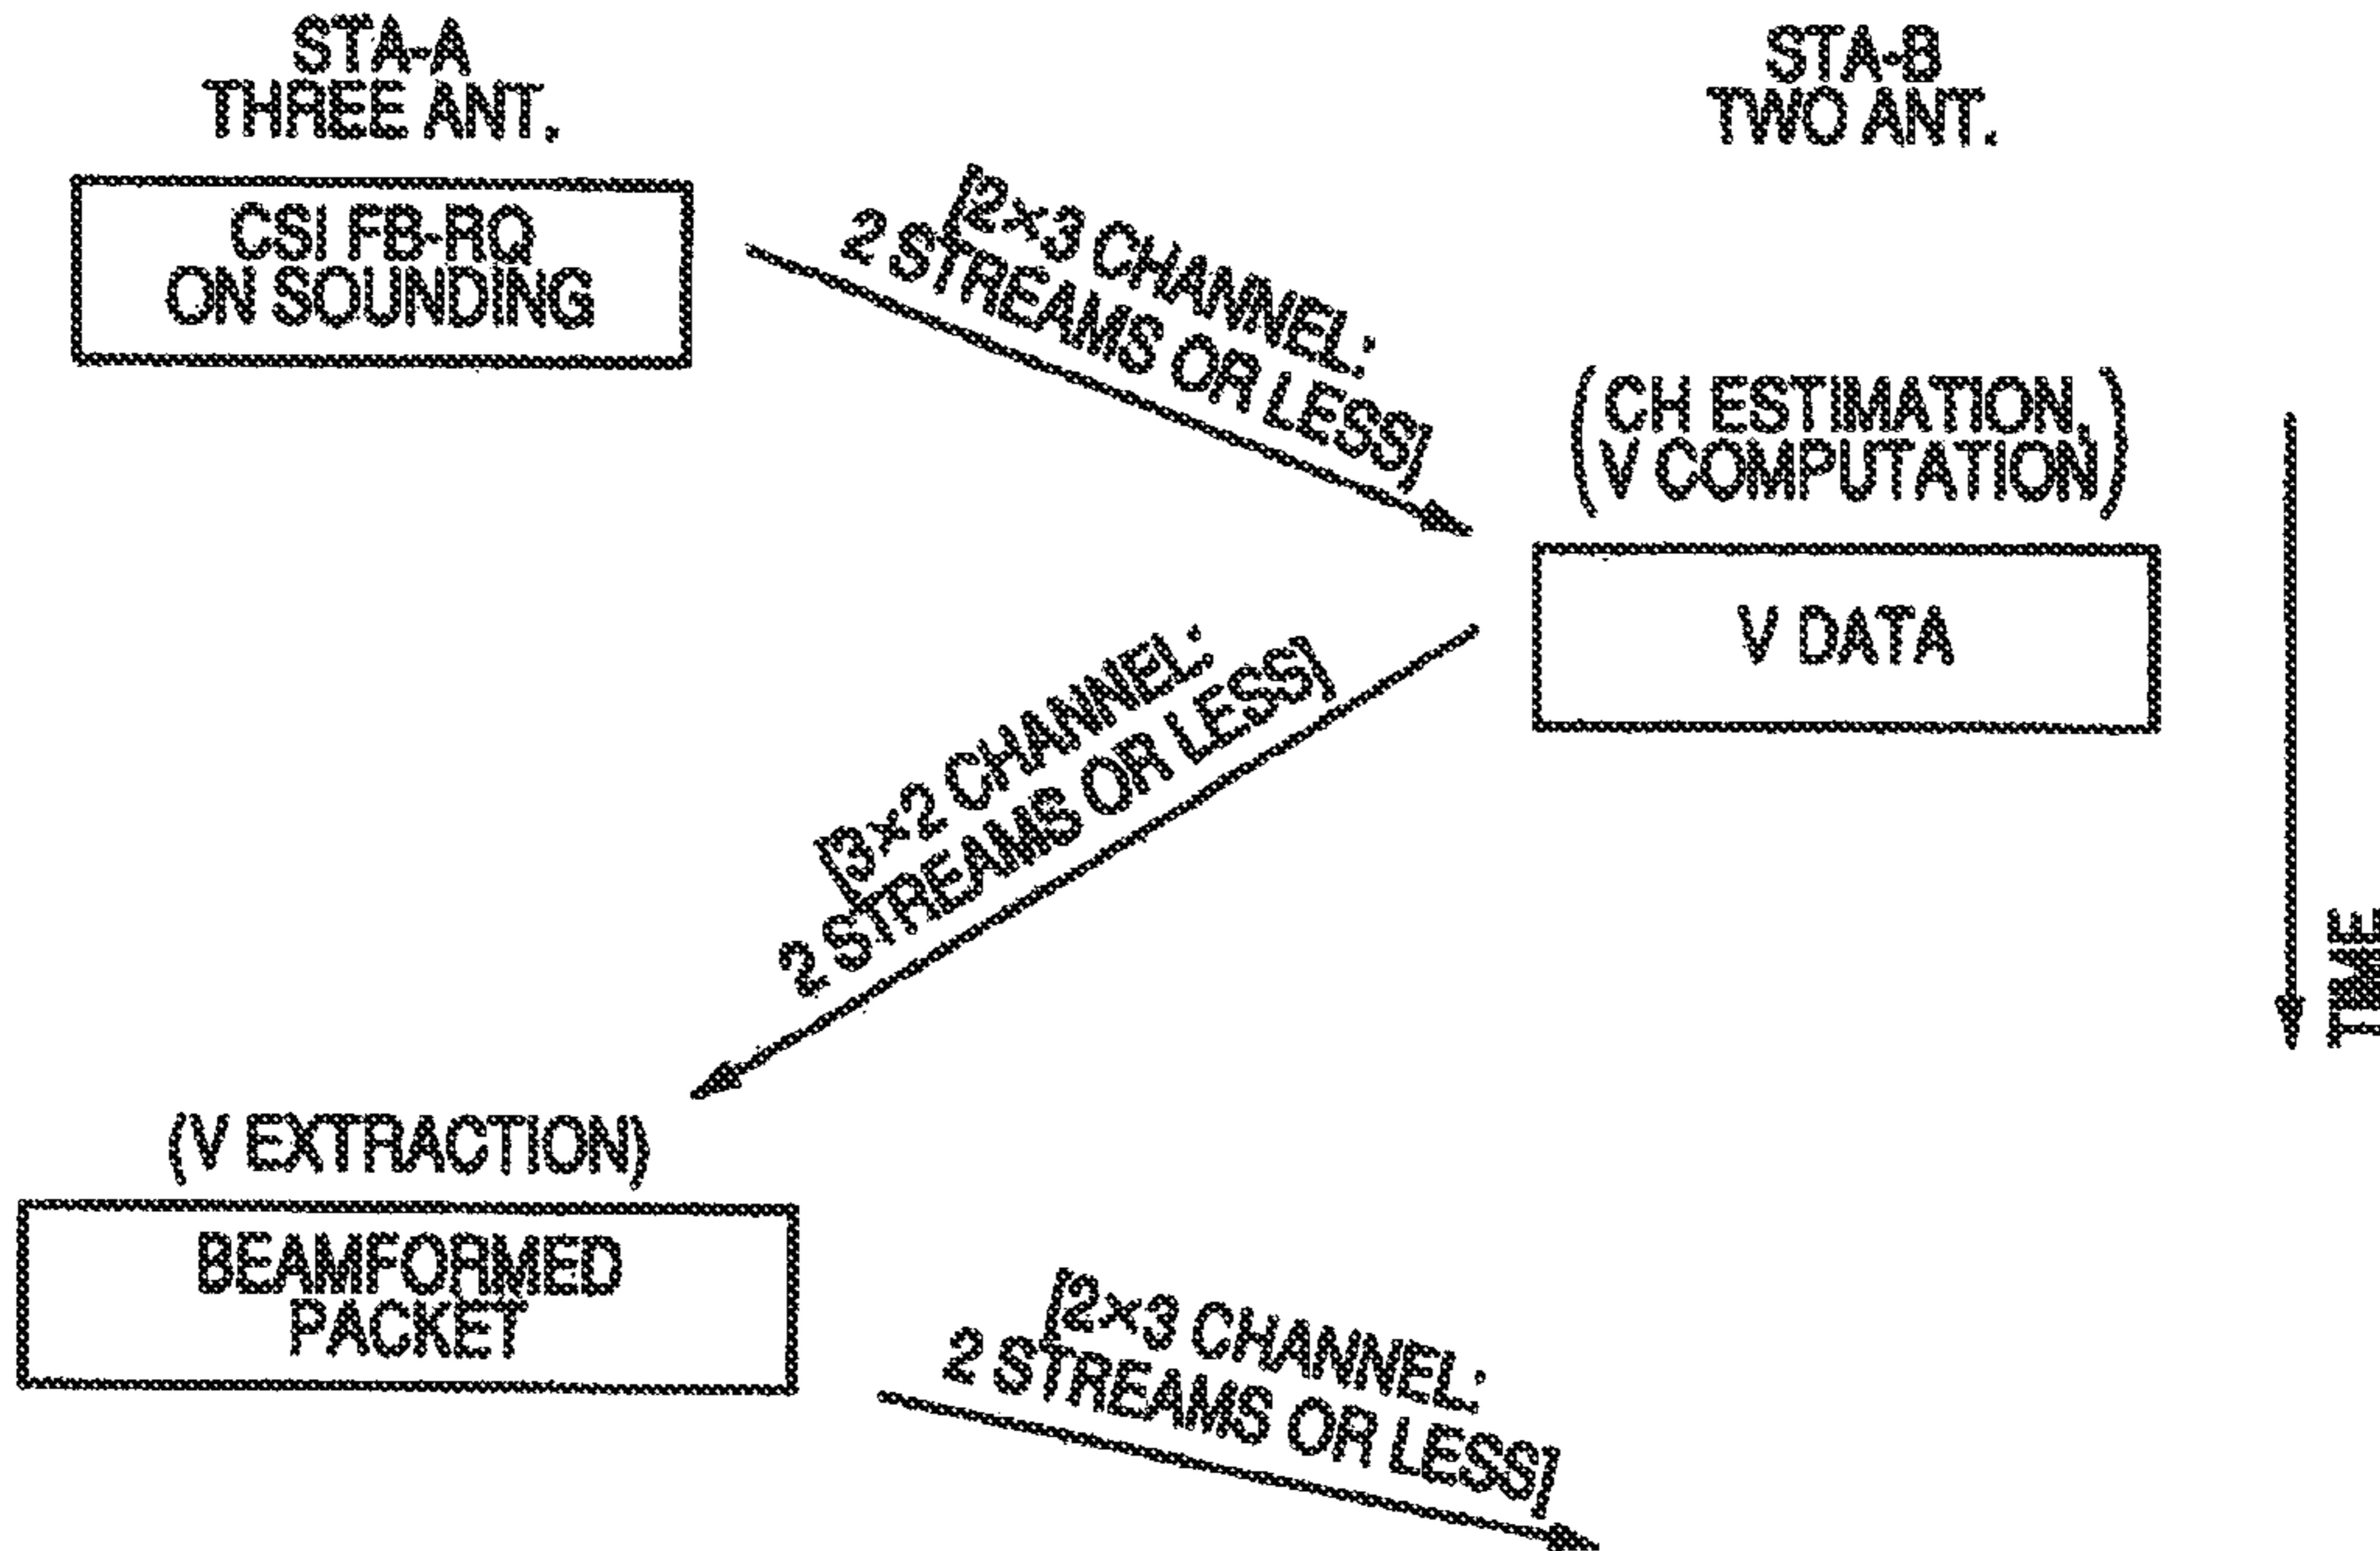 STA-A
THREE ANT.
STA-B
TWO ANT.
CSI FB-RQ
ON SOUNDING
[2×3 CHANNEL:
2 STREAMS OR LESS]
(CH ESTIMATION,
V COMPUTATION)
V DATA
[3×2 CHANNEL:
2 STREAMS OR LESS]
TIME
(V EXTRACTION)
BEAMFORMED
PACKET
[2×3 CHANNEL:
2 STREAMS OR LESS]